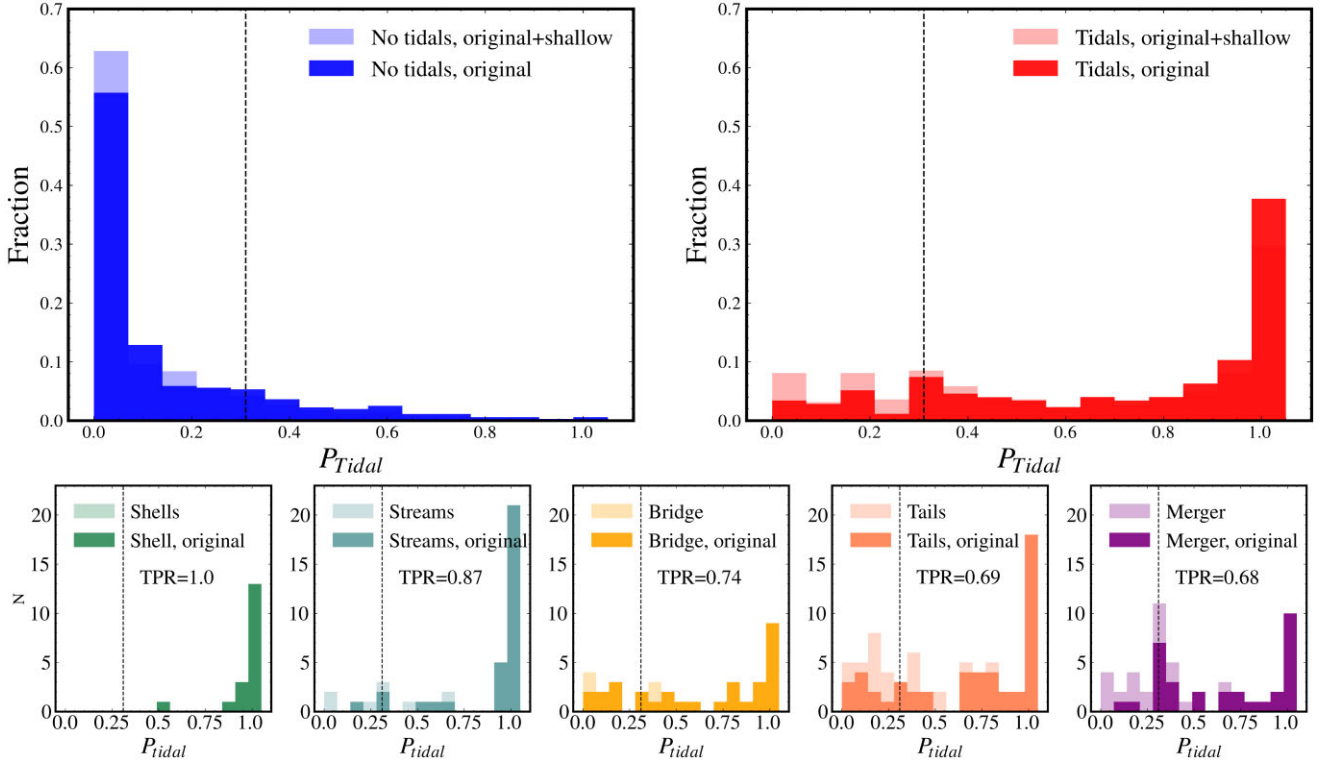 0.7
0.6
0.5
0.4
0.3
0.2
0.1
0.0
Fraction
No tidals, original+shallow
No tidals, original
0.0 0.2 0.4 0.6 0.8 1.0
P_Tidal
0.7
0.6
0.5
0.4
0.3
0.2
0.1
0.0
Fraction
Tidals, original+shallow
Tidals, original
0.0 0.2 0.4 0.6 0.8 1.0
P_Tidal
20
15
10
5
0
N
Shells
Shell, original
TPR=1.0
0.0 0.25 0.50 0.75 1.0
P_tidal
20
15
10
5
0
Streams
Streams, original
TPR=0.87
0.0 0.25 0.50 0.75 1.0
P_tidal
20
15
10
5
0
Bridge
Bridge, original
TPR=0.74
0.0 0.25 0.50 0.75 1.0
P_tidal
20
15
10
5
0
Tails
Tails, original
TPR=0.69
0.0 0.25 0.50 0.75 1.0
P_tidal
20
15
10
5
0
Merger
Merger, original
TPR=0.68
0.0 0.25 0.50 0.75 1.0
P_tidal